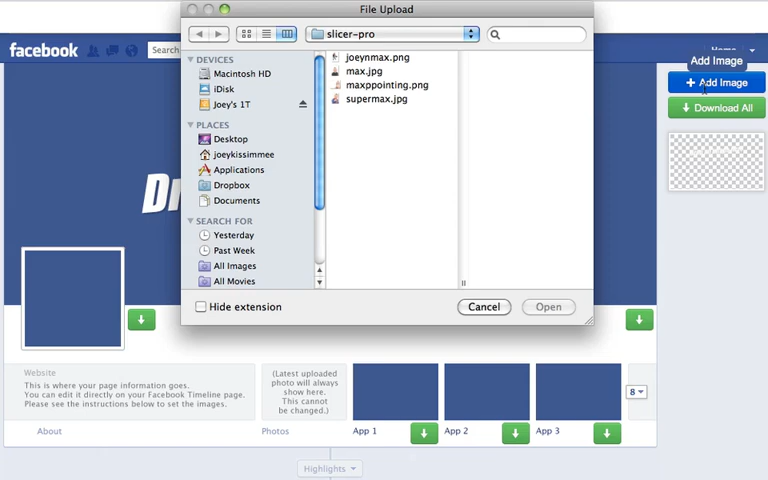 File Upload
slicer-pro
facebook
Search
Home
Add Image
+ Add Image
Download All
DEVICES
Macintosh HD
iDisk
Joey's 1T
PLACES
Desktop
joeykissimmee
Applications
Dropbox
Documents
SEARCH FOR
Yesterday
Past Week
All Images
All Movies
joeynmax.png
max.jpg
maxppointing.png
supermax.jpg
Hide extension
Cancel
Open
Website
This is where your page information goes.
You can edit it directly on your Facebook Timeline page.
Please see the instructions below to set the images.
(Latest uploaded
photo will always
show here.
This cannot
be changed.)
8
About
Photos
App 1
App 2
App 3
Highlights